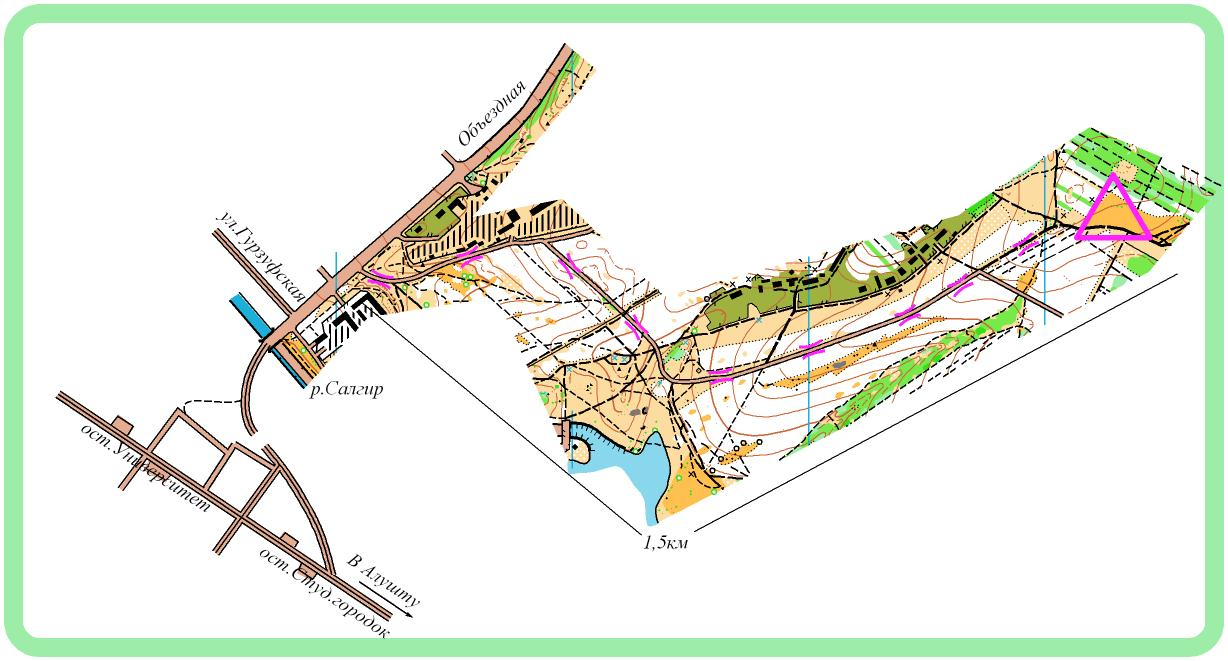 Объездная
ул.Гурзуфская
р.Салгир
ост.Университет
1,5км
ост.Студ.городок
В Алушту